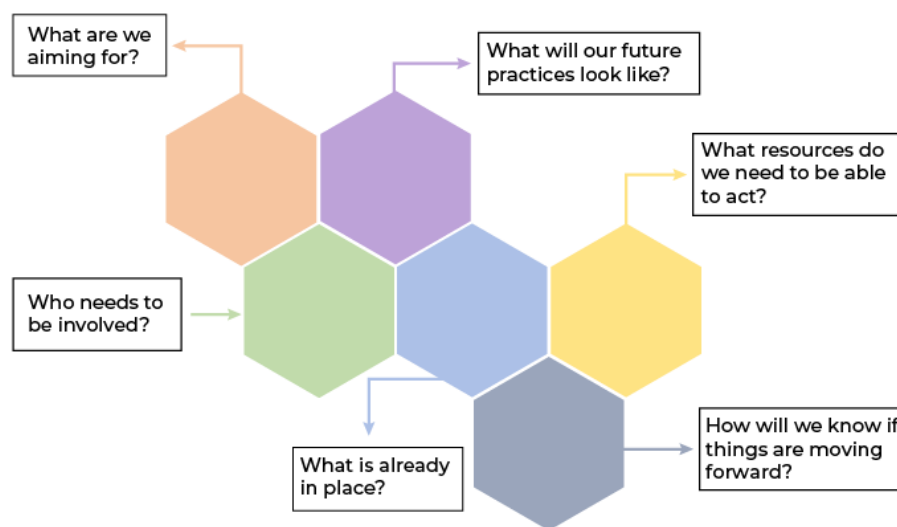 What are we
aiming for?
What will our future
practices look like?
What resources do
we need to be able
to act?
Who needs to
be involved?
What is already
in place?
How will we know if
things are moving
forward?